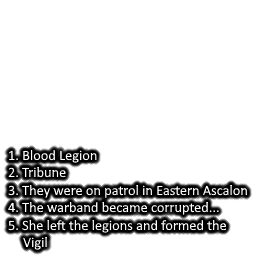 1. Blood Legion
2. Tribune
3. They were on patrol in Eastern Ascalon
4. The warband became corrupted...
5. She left the legions and formed the
Vigil